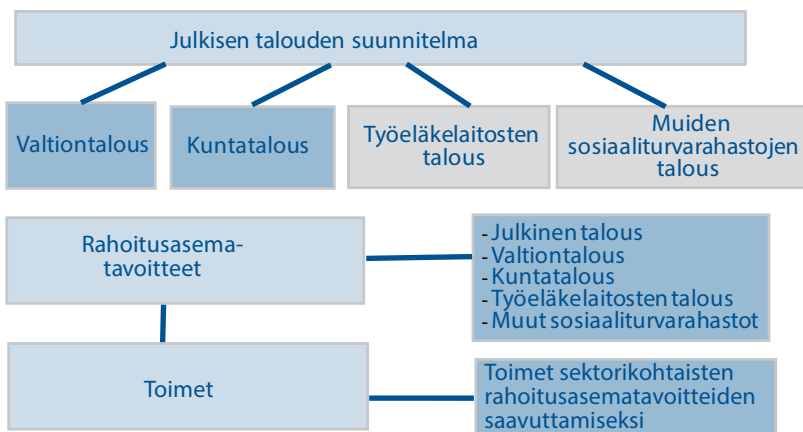 Julkisen talouden suunnitelma
Valtiontalous
Kuntatalous
Työeläkelaitosten
talous
Muiden
sosiaaliturvarahastojen
talous
Rahoitusasema-
tavoitteet
- Julkinen talous
- Valtiontalous
- Kuntatalous
- Työeläkelaitosten talous
- Muut sosiaaliturvarahastot
Toimet
Toimet sektorikohtaisten
rahoitusasematavoitteiden
saavuttamiseksi